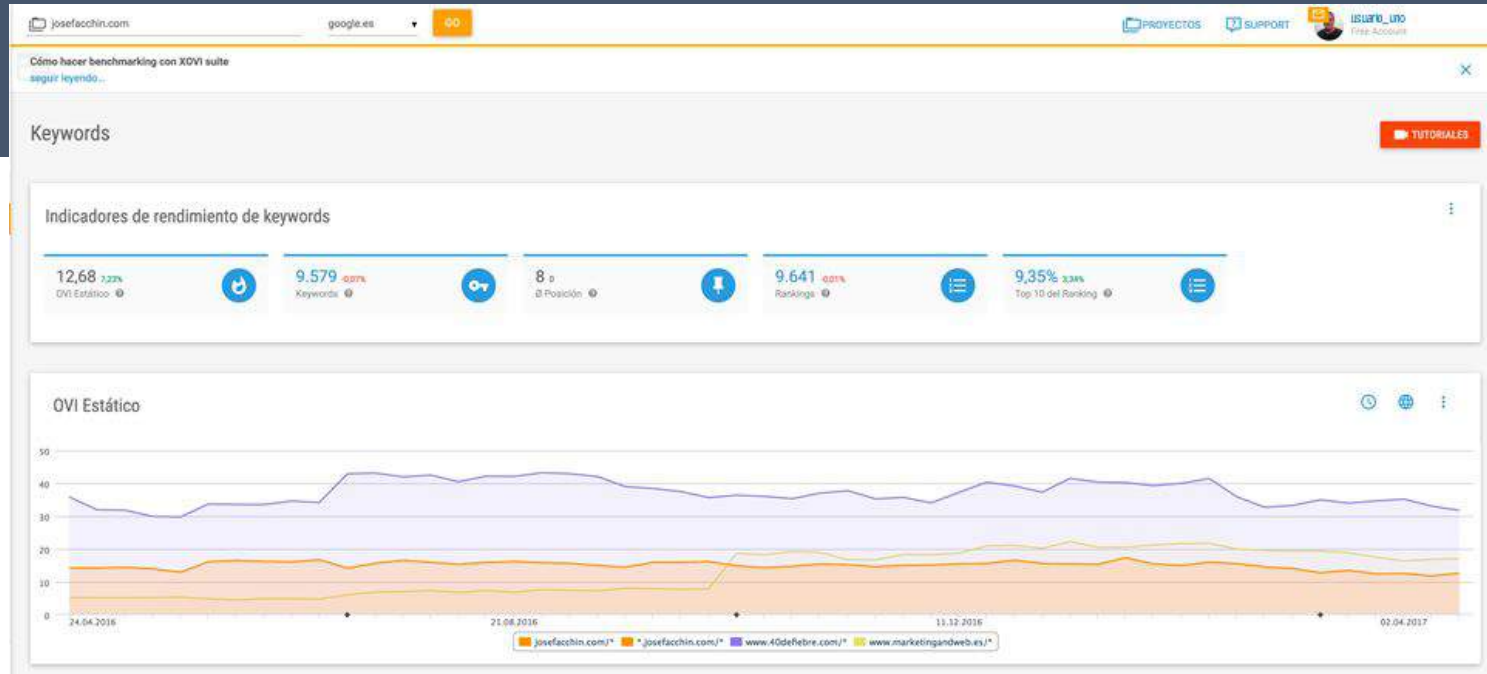 josefacchin.com
google.es
GO
PROYECTOS
SUPPORT
usuario_uno
Free Account
Cómo hacer benchmarking con XOVI suite
seguir leyendo...
Keywords
TUTORIALES
Indicadores de rendimiento de keywords
12,68 7,23%
OVI Estático
9.579 -0,07%
Keywords
8 0
Ø Posición
9.641 -0,01%
Rankings
9,35% 3,34%
Top 10 del Ranking
OVI Estático
50
40
30
20
10
0
24.04.2016
21.08.2016
11.12.2016
02.04.2017
josefacchin.com/* *.josefacchin.com/* www.40defiebre.com/* www.marketingandweb.es/*